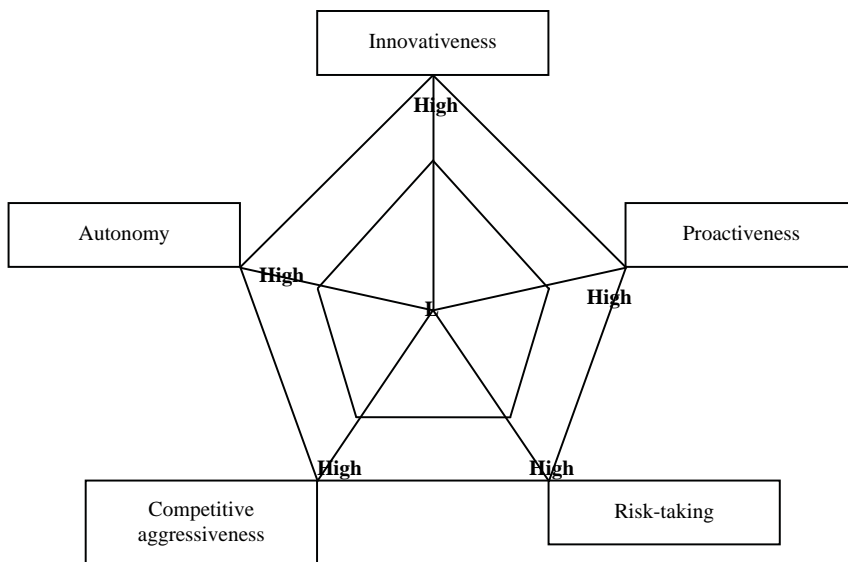 Innovativeness
High
Autonomy
Proactiveness
High
High
L
High
High
Competitive
aggressiveness
Risk-taking